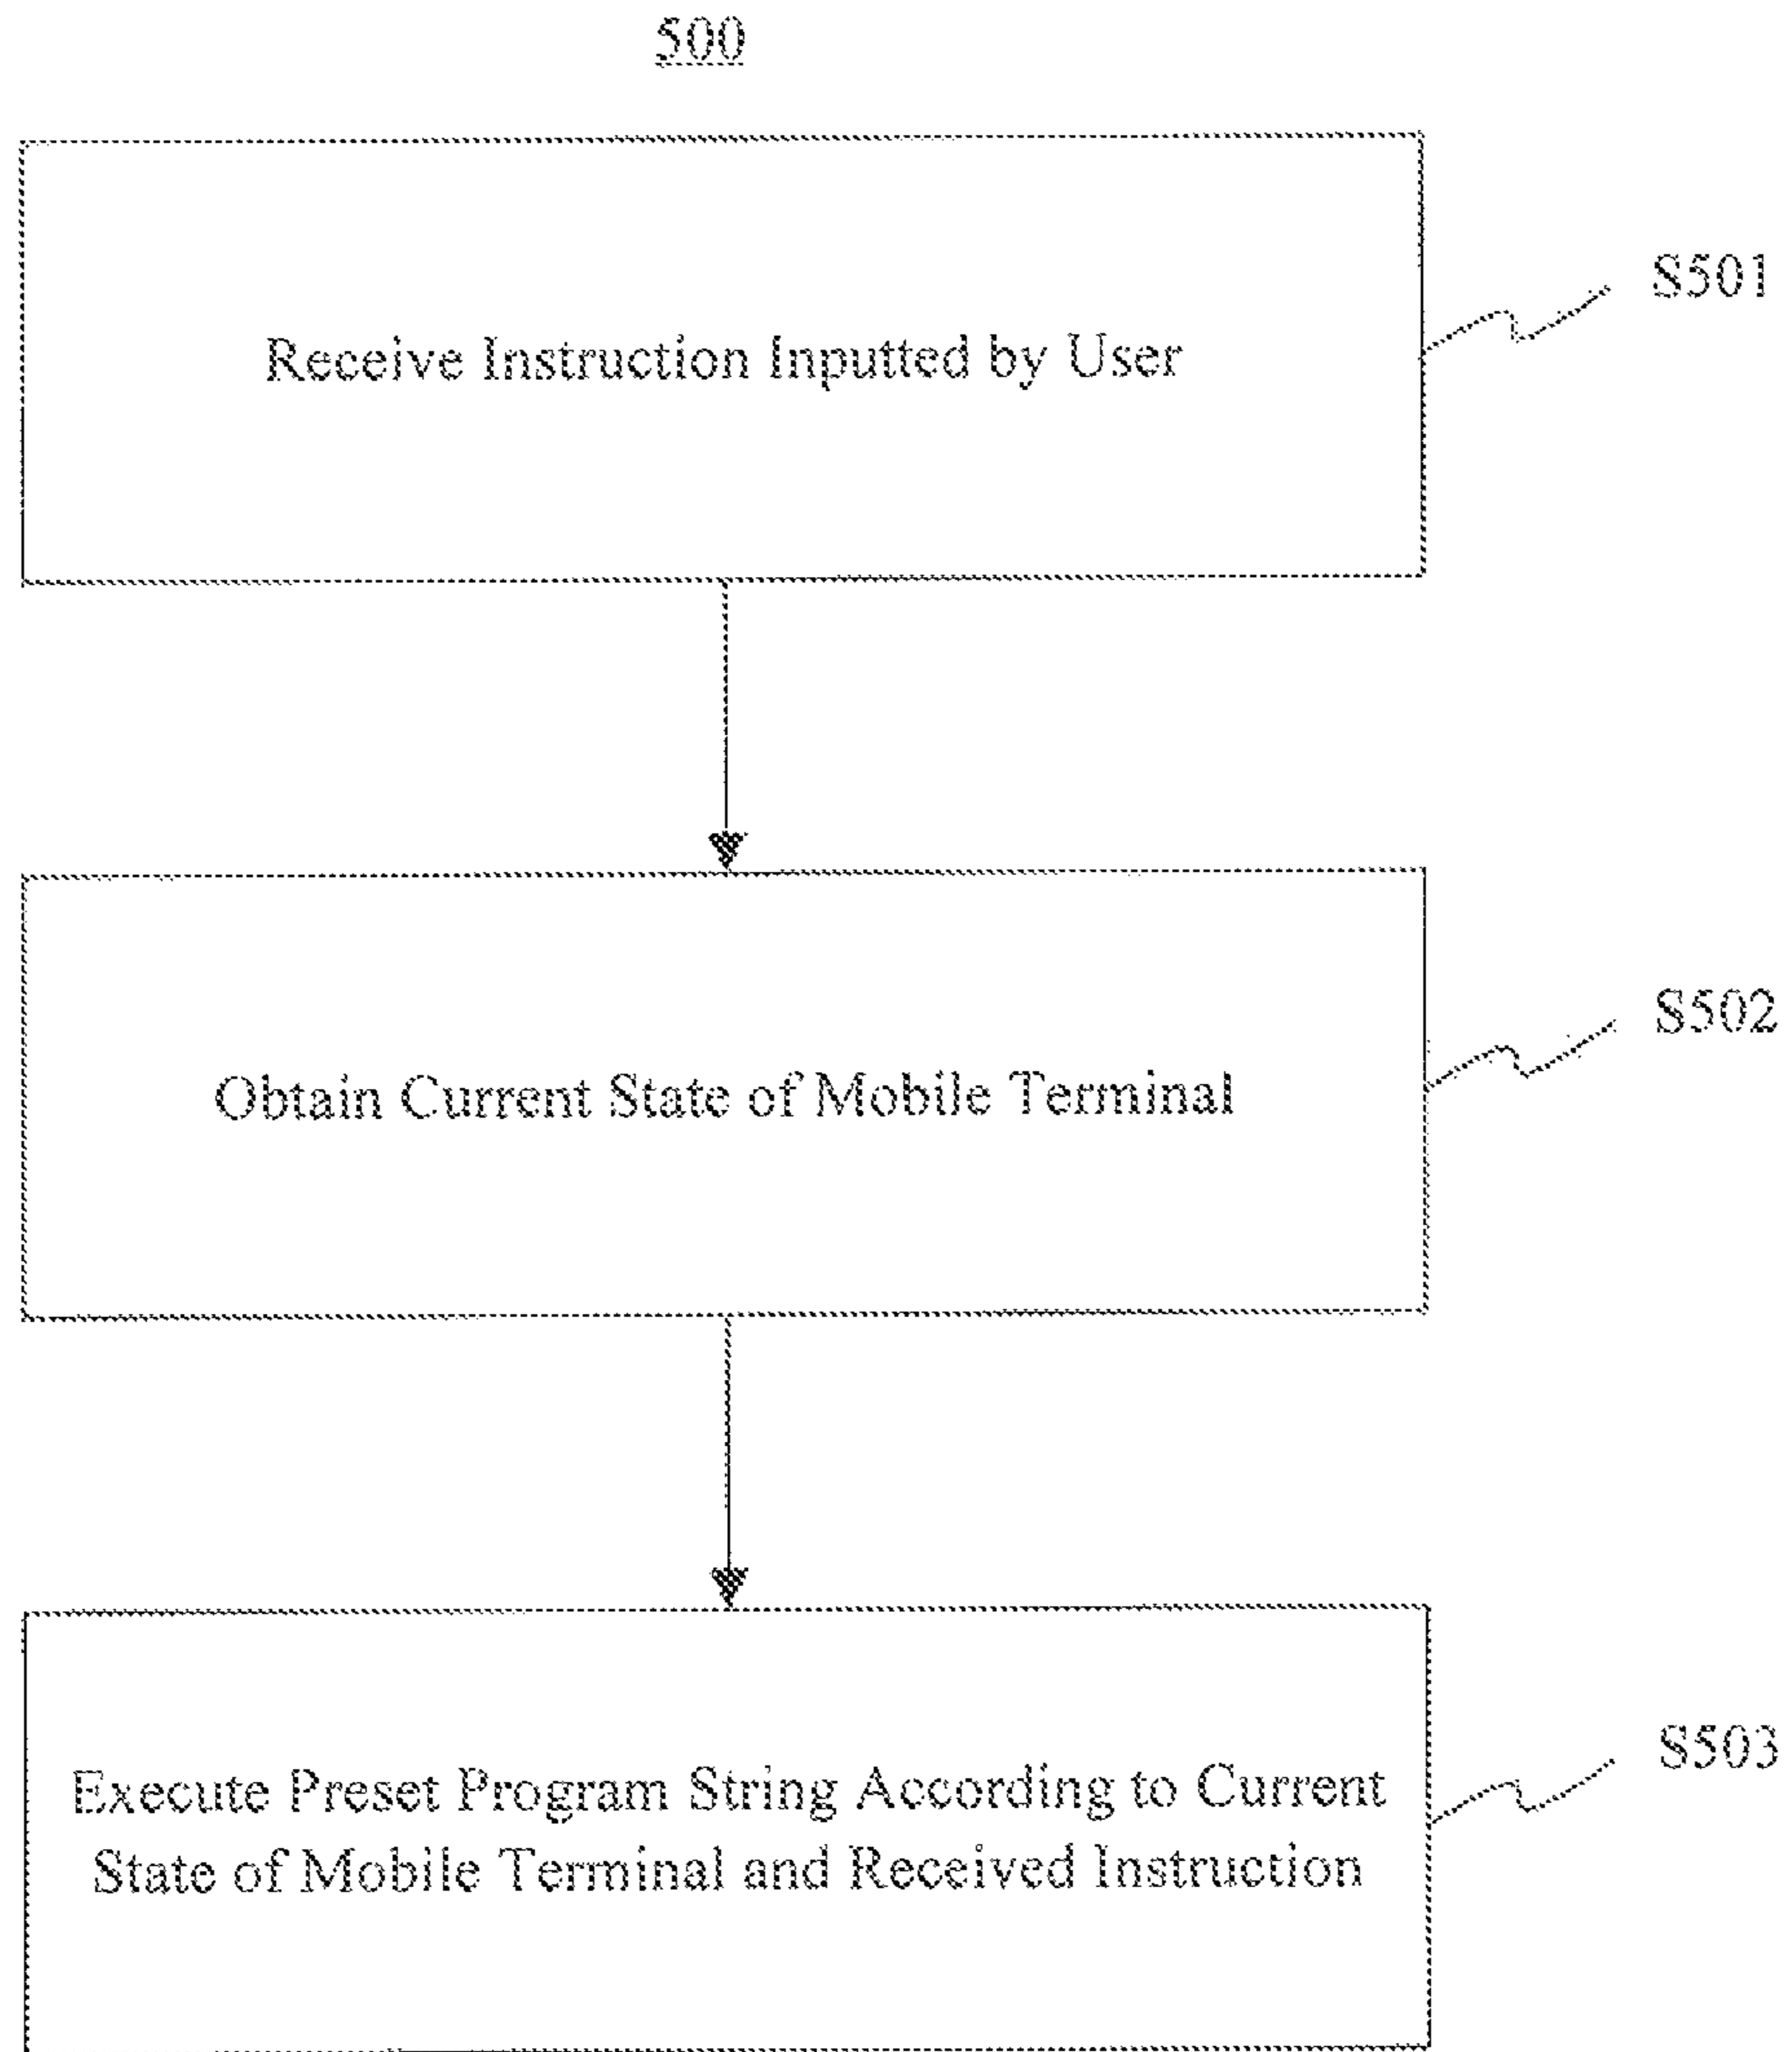 500
Receive Instruction Inputted by User
S501
Obtain Current State of Mobile Terminal
S502
Execute Preset Program String According to Current
State of Mobile Terminal and Received Instruction
S503